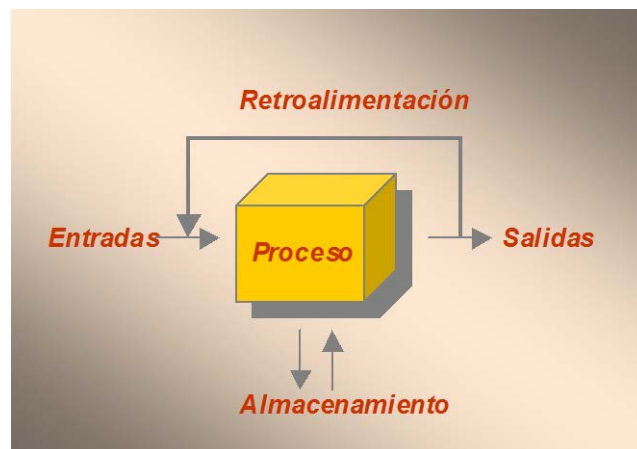 Retroalimentación
Entradas
Proceso
Salidas
Almacenamiento